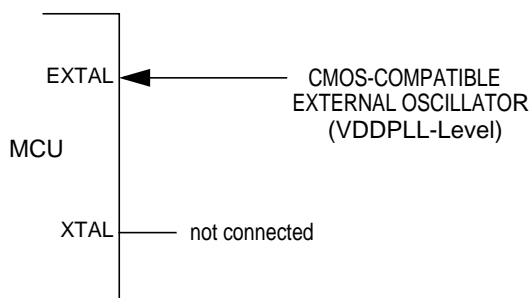 EXTAL
CMOS-COMPATIBLE
EXTERNAL OSCILLATOR
(VDDPLL-Level)
MCU
XTAL
not connected